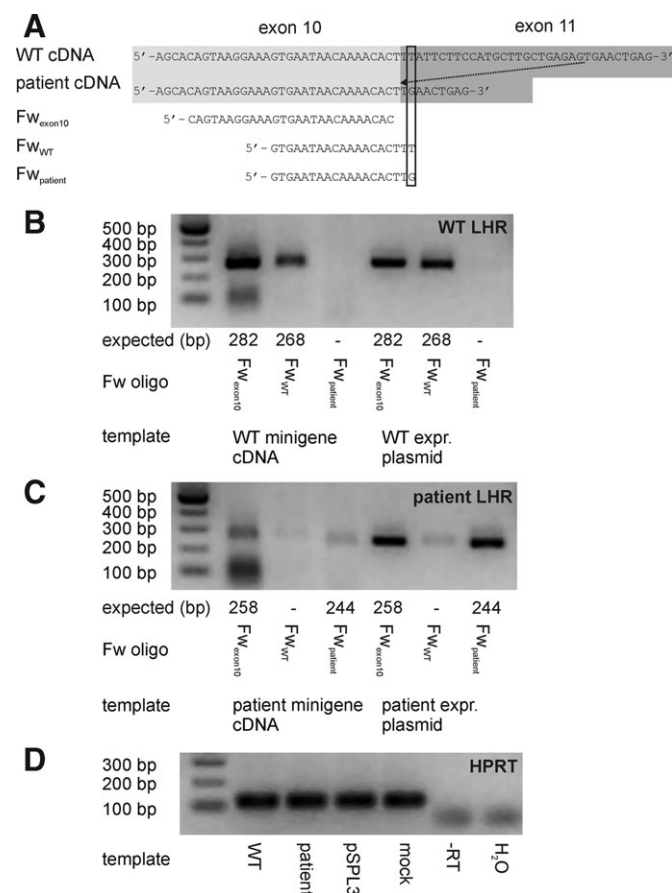 A
exon 10 exon 11
WT cDNA 5'-AGCACAGTAAGGAAAGTGAATAACAAAACACTTTATTCTTCCATGCTTGCTGAGAGTGAACTGAG-3'
patient cDNA
5'-AGCACAGTAAGGAAAGTGAATAACAAAACACTTGAACTGAG-3'
Fwexon10 5'-CAGTAAGGAAAGTGAATAACAAAACAC
FwWT 5'-GTGAATAACAAAACACTTT
Fwpatient 5'-GTGAATAACAAAACACTTG
B
WT LHR
500 bp
400 bp
300 bp
200 bp
100 bp
expected (bp) 282 268 - 282 268 -
Fw oligo Fwexon10 FwWT Fwpatient Fwexon10 FwWT Fwpatient
template WT minigene cDNA WT expr. plasmid
C
patient LHR
500 bp
400 bp
300 bp
200 bp
100 bp
expected (bp) 258 - 244 258 - 244
Fw oligo Fwexon10 FwWT Fwpatient Fwexon10 FwWT Fwpatient
template patient minigene cDNA patient expr. plasmid
D
HPRT
300 bp
200 bp
100 bp
template WT patient pSPL3 mock -RT H2O